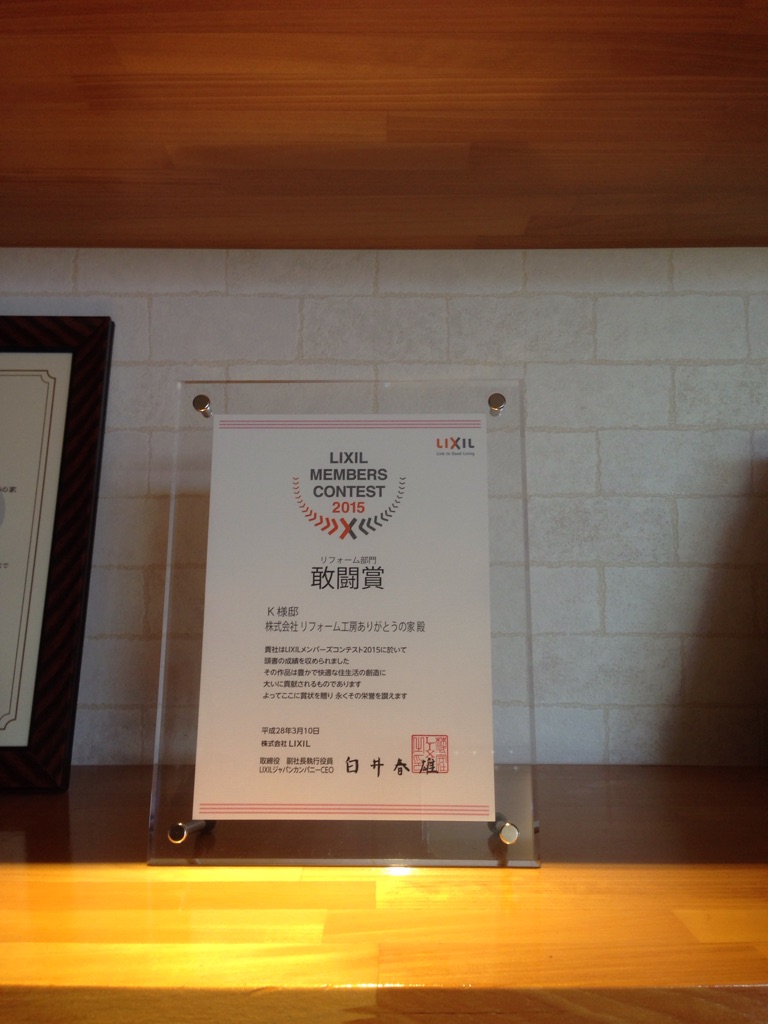 LIXIL
Link to Good Living
LIXIL
MEMBERS
CONTEST
2015
リフォーム部門
敢闘賞
K 様邸
株式会社 リフォーム工房ありがとうの家 殿
貴社はLIXILメンバーズコンテスト2015に於いて
頭書の成績を収められました
その作品は豊かで快適な住生活の創造に
大いに貢献されるものであります
よってここに賞状を贈り 永くその栄誉を讃えます
平成28年3月10日
株式会社 LIXIL
取締役 副社長執行役員
LIXILジャパンカンパニーCEO
白井春雄
の家
で